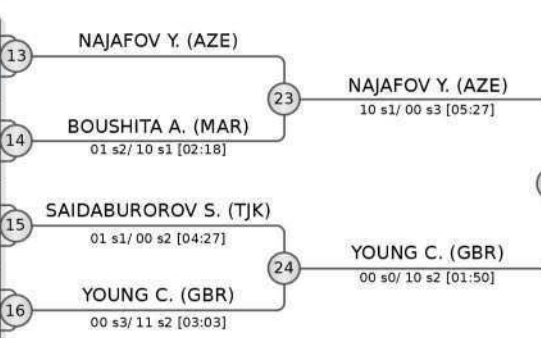 13
NAJAFOV Y. (AZE)
23
NAJAFOV Y. (AZE)
10 s1/ 00 s3 [05:27]
14
BOUSHITA A. (MAR)
01 s2/ 10 s1 [02:18]
15
SAIDABUROROV S. (TJK)
01 s1/ 00 s2 [04:27]
24
YOUNG C. (GBR)
00 s0/ 10 s2 [01:50]
16
YOUNG C. (GBR)
00 s3/ 11 s2 [03:03]